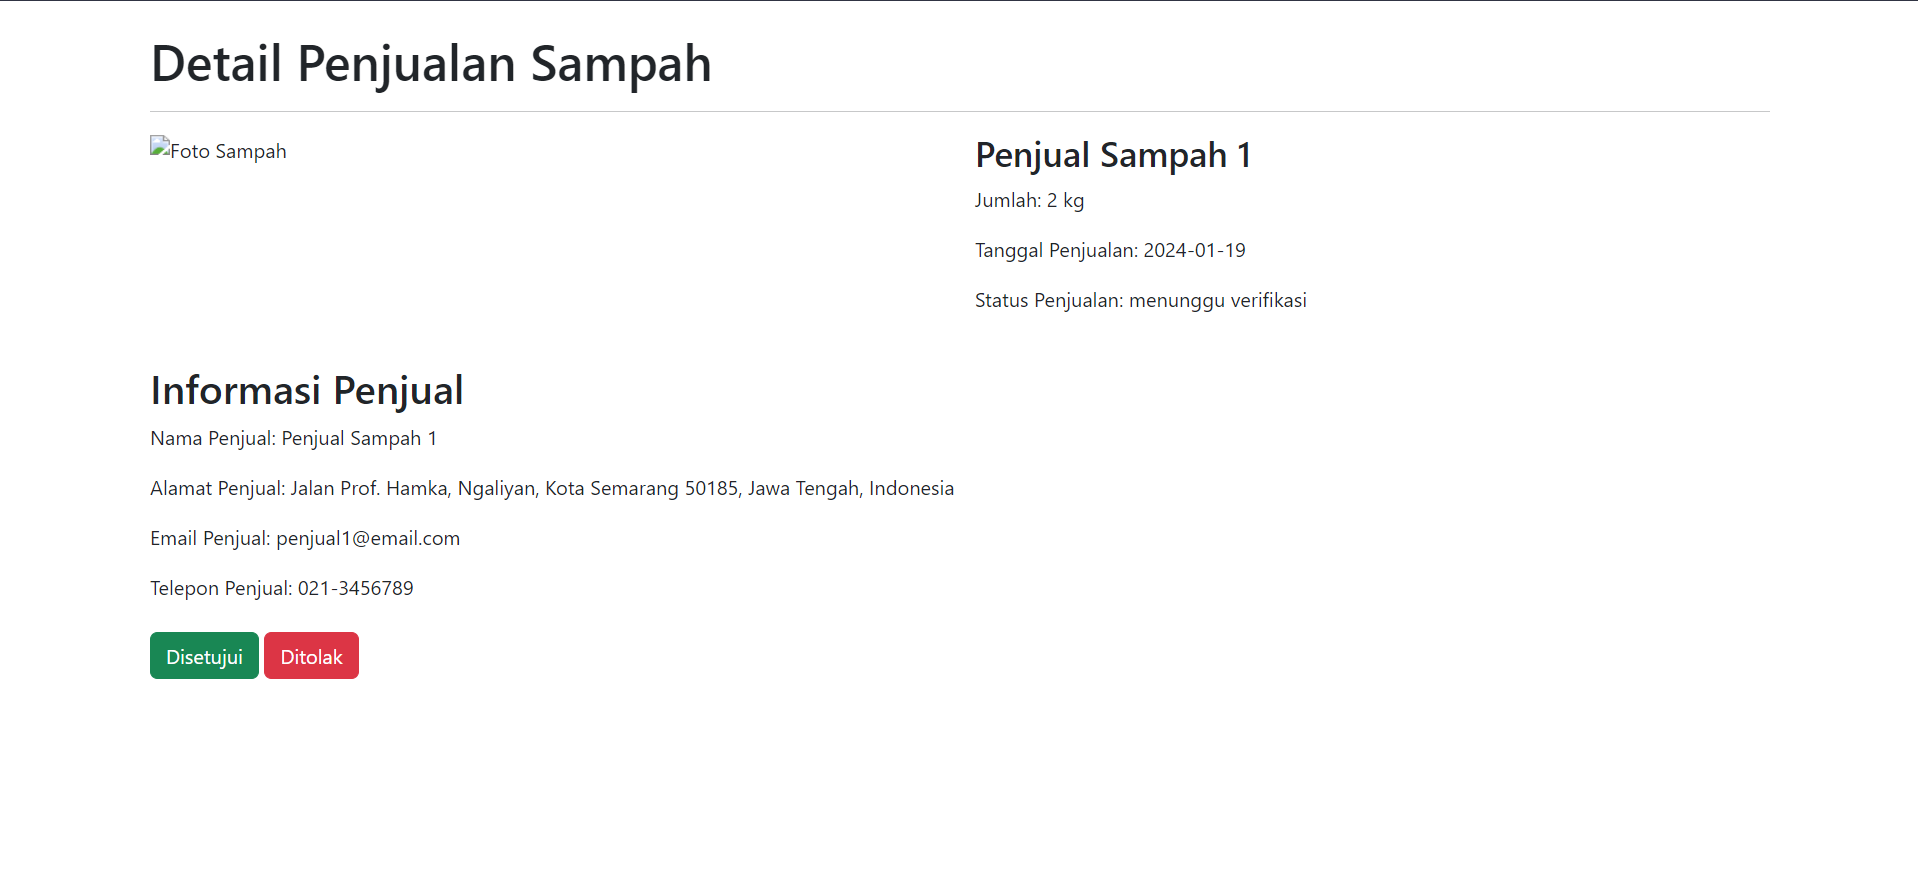 Detail Penjualan Sampah
Foto Sampah
Penjual Sampah 1
Jumlah: 2 kg
Tanggal Penjualan: 2024-01-19
Status Penjualan: menunggu verifikasi
Informasi Penjual
Nama Penjual: Penjual Sampah 1
Alamat Penjual: Jalan Prof. Hamka, Ngaliyan, Kota Semarang 50185, Jawa Tengah, Indonesia
Email Penjual: penjual1@email.com
Telepon Penjual: 021-3456789
Disetujui Ditolak